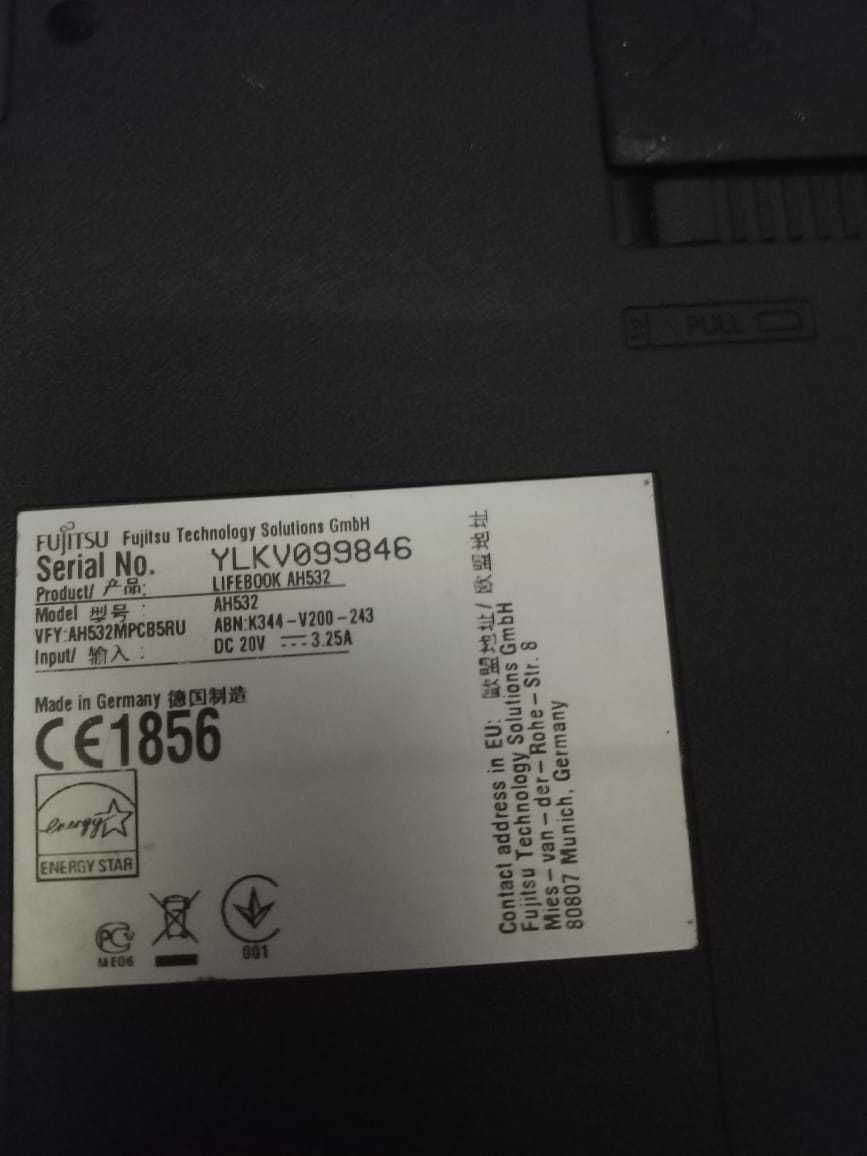 PULL
FUJITSU Fujitsu Technology Solutions GmbH
Serial No. YLKV099846
Product/ 产品: LIFEBOOK AH532
Model 型号 : AH532
VFY:AH532MPCB5RU ABN:K344-V200-243
Input/ 输入 : DC 20V 3.25A
Made in Germany 德国制造
CE1856
energy
ENERGY STAR
PC
ME06
001
Contact address in EU: 歐盟地址/ 欧盟地址
Fujitsu Technology Solutions GmbH
Mies-van-der-Rohe-Str. 8
80807 Munich, Germany